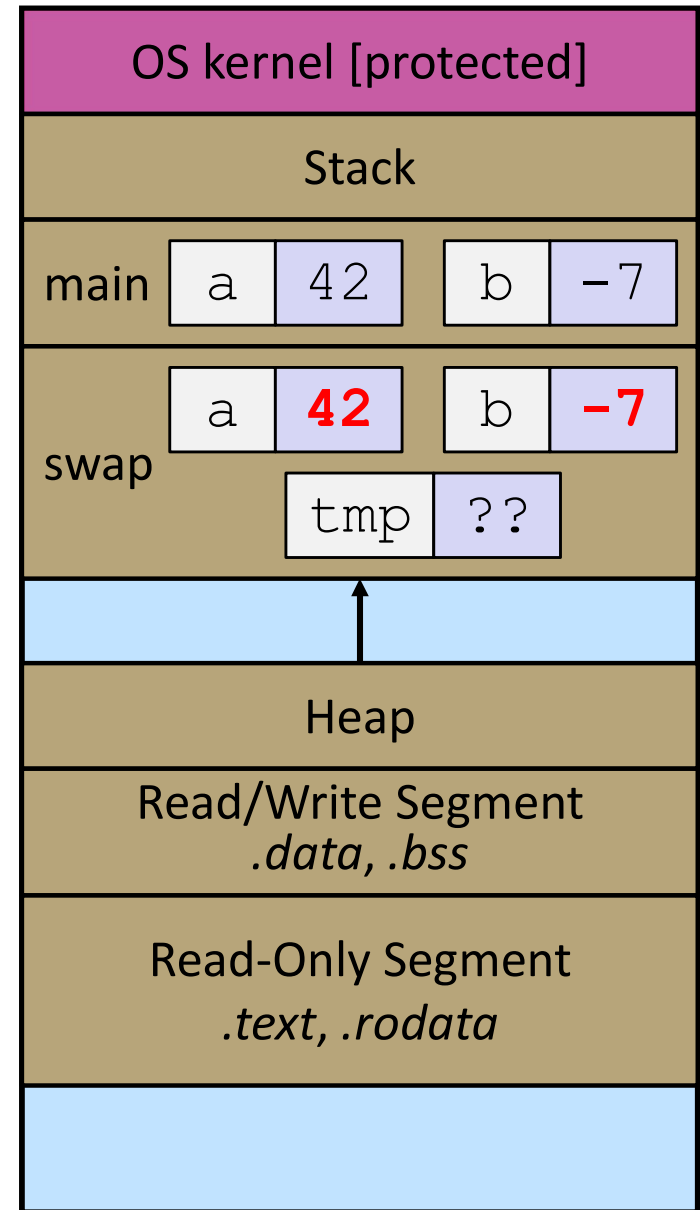 OS kernel [protected]
Stack
main a 42 b -7
a 42 b -7
swap
tmp ??
Heap
Read/Write Segment
.data, .bss
Read-Only Segment
.text, .rodata